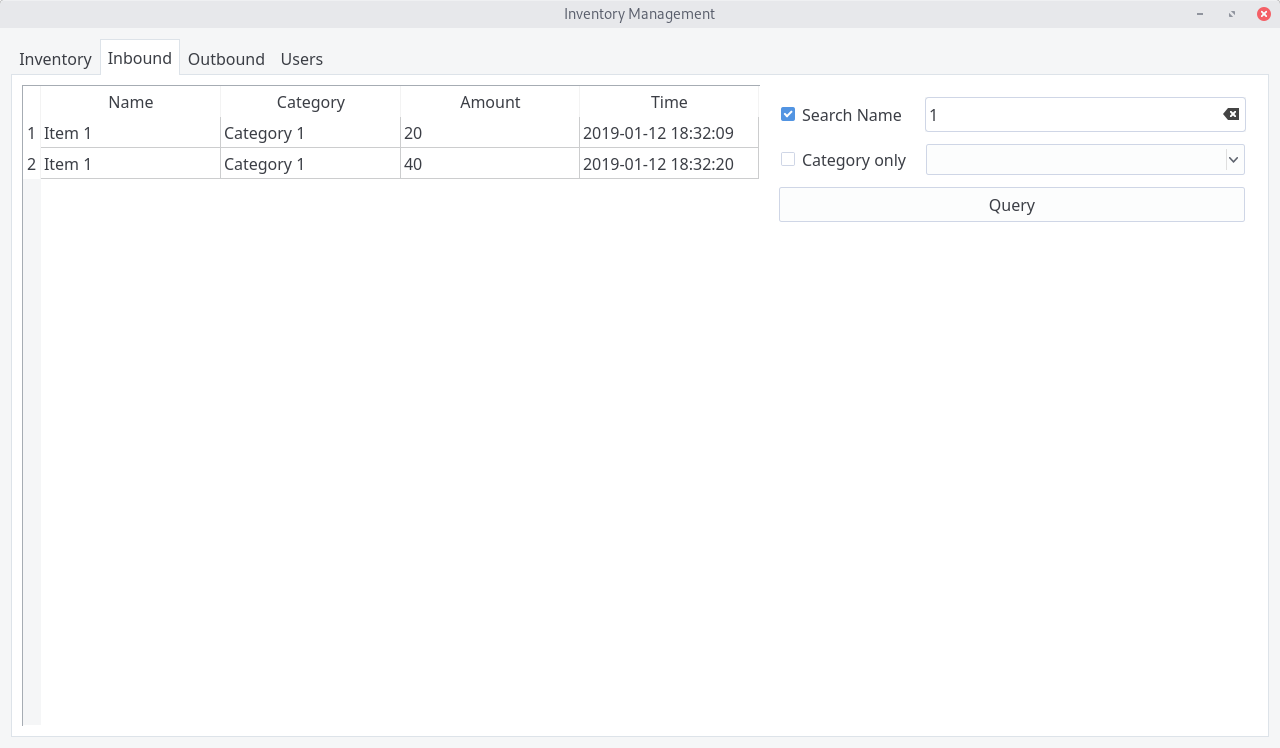 Inventory Management
Inventory Inbound Outbound Users
Name Category Amount Time
1 Item 1 Category 1 20 2019-01-12 18:32:09
2 Item 1 Category 1 40 2019-01-12 18:32:20
Search Name 1
Category only
Query